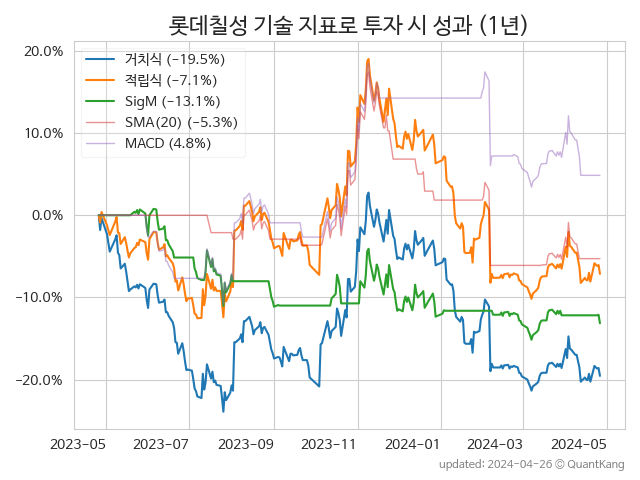 롯데칠성 기술 지표로 투자 시 성과 (1년)
20.0%
10.0%
0.0%
−10.0%
−20.0%
거치식 (−19.5%)
적립식 (−7.1%)
SigM (−13.1%)
SMA(20) (−5.3%)
MACD (4.8%)
2023-05 2023-07 2023-09 2023-11 2024-01 2024-03 2024-05
updated: 2024-04-26 © QuantKang